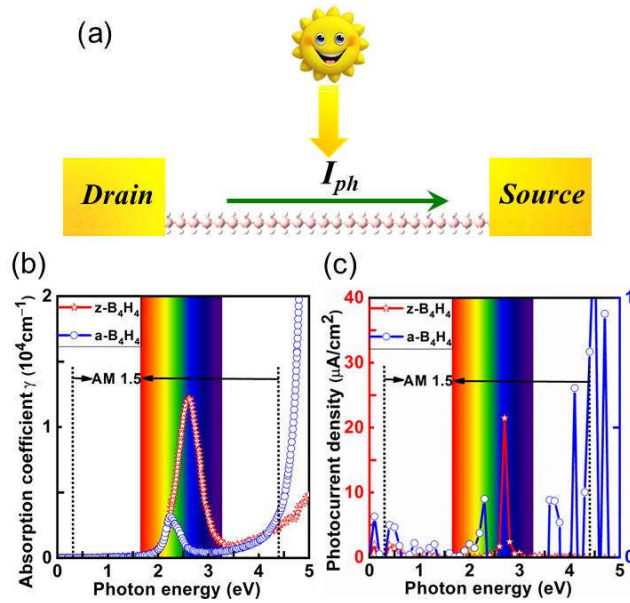 (a)
I_ph
Drain
Source
(b)
(c)
Absorption coefficient γ (10⁴cm⁻¹)
2
1
0
z-B₄H₄
a-B₄H₄
AM 1.5
0 1 2 3 4 5
Photon energy (eV)
Photocurrent density (μA/cm²)
40
30
20
10
0
z-B₄H₄
a-B₄H₄
AM 1.5
0 1 2 3 4 5
Photon energy (eV)
1
0